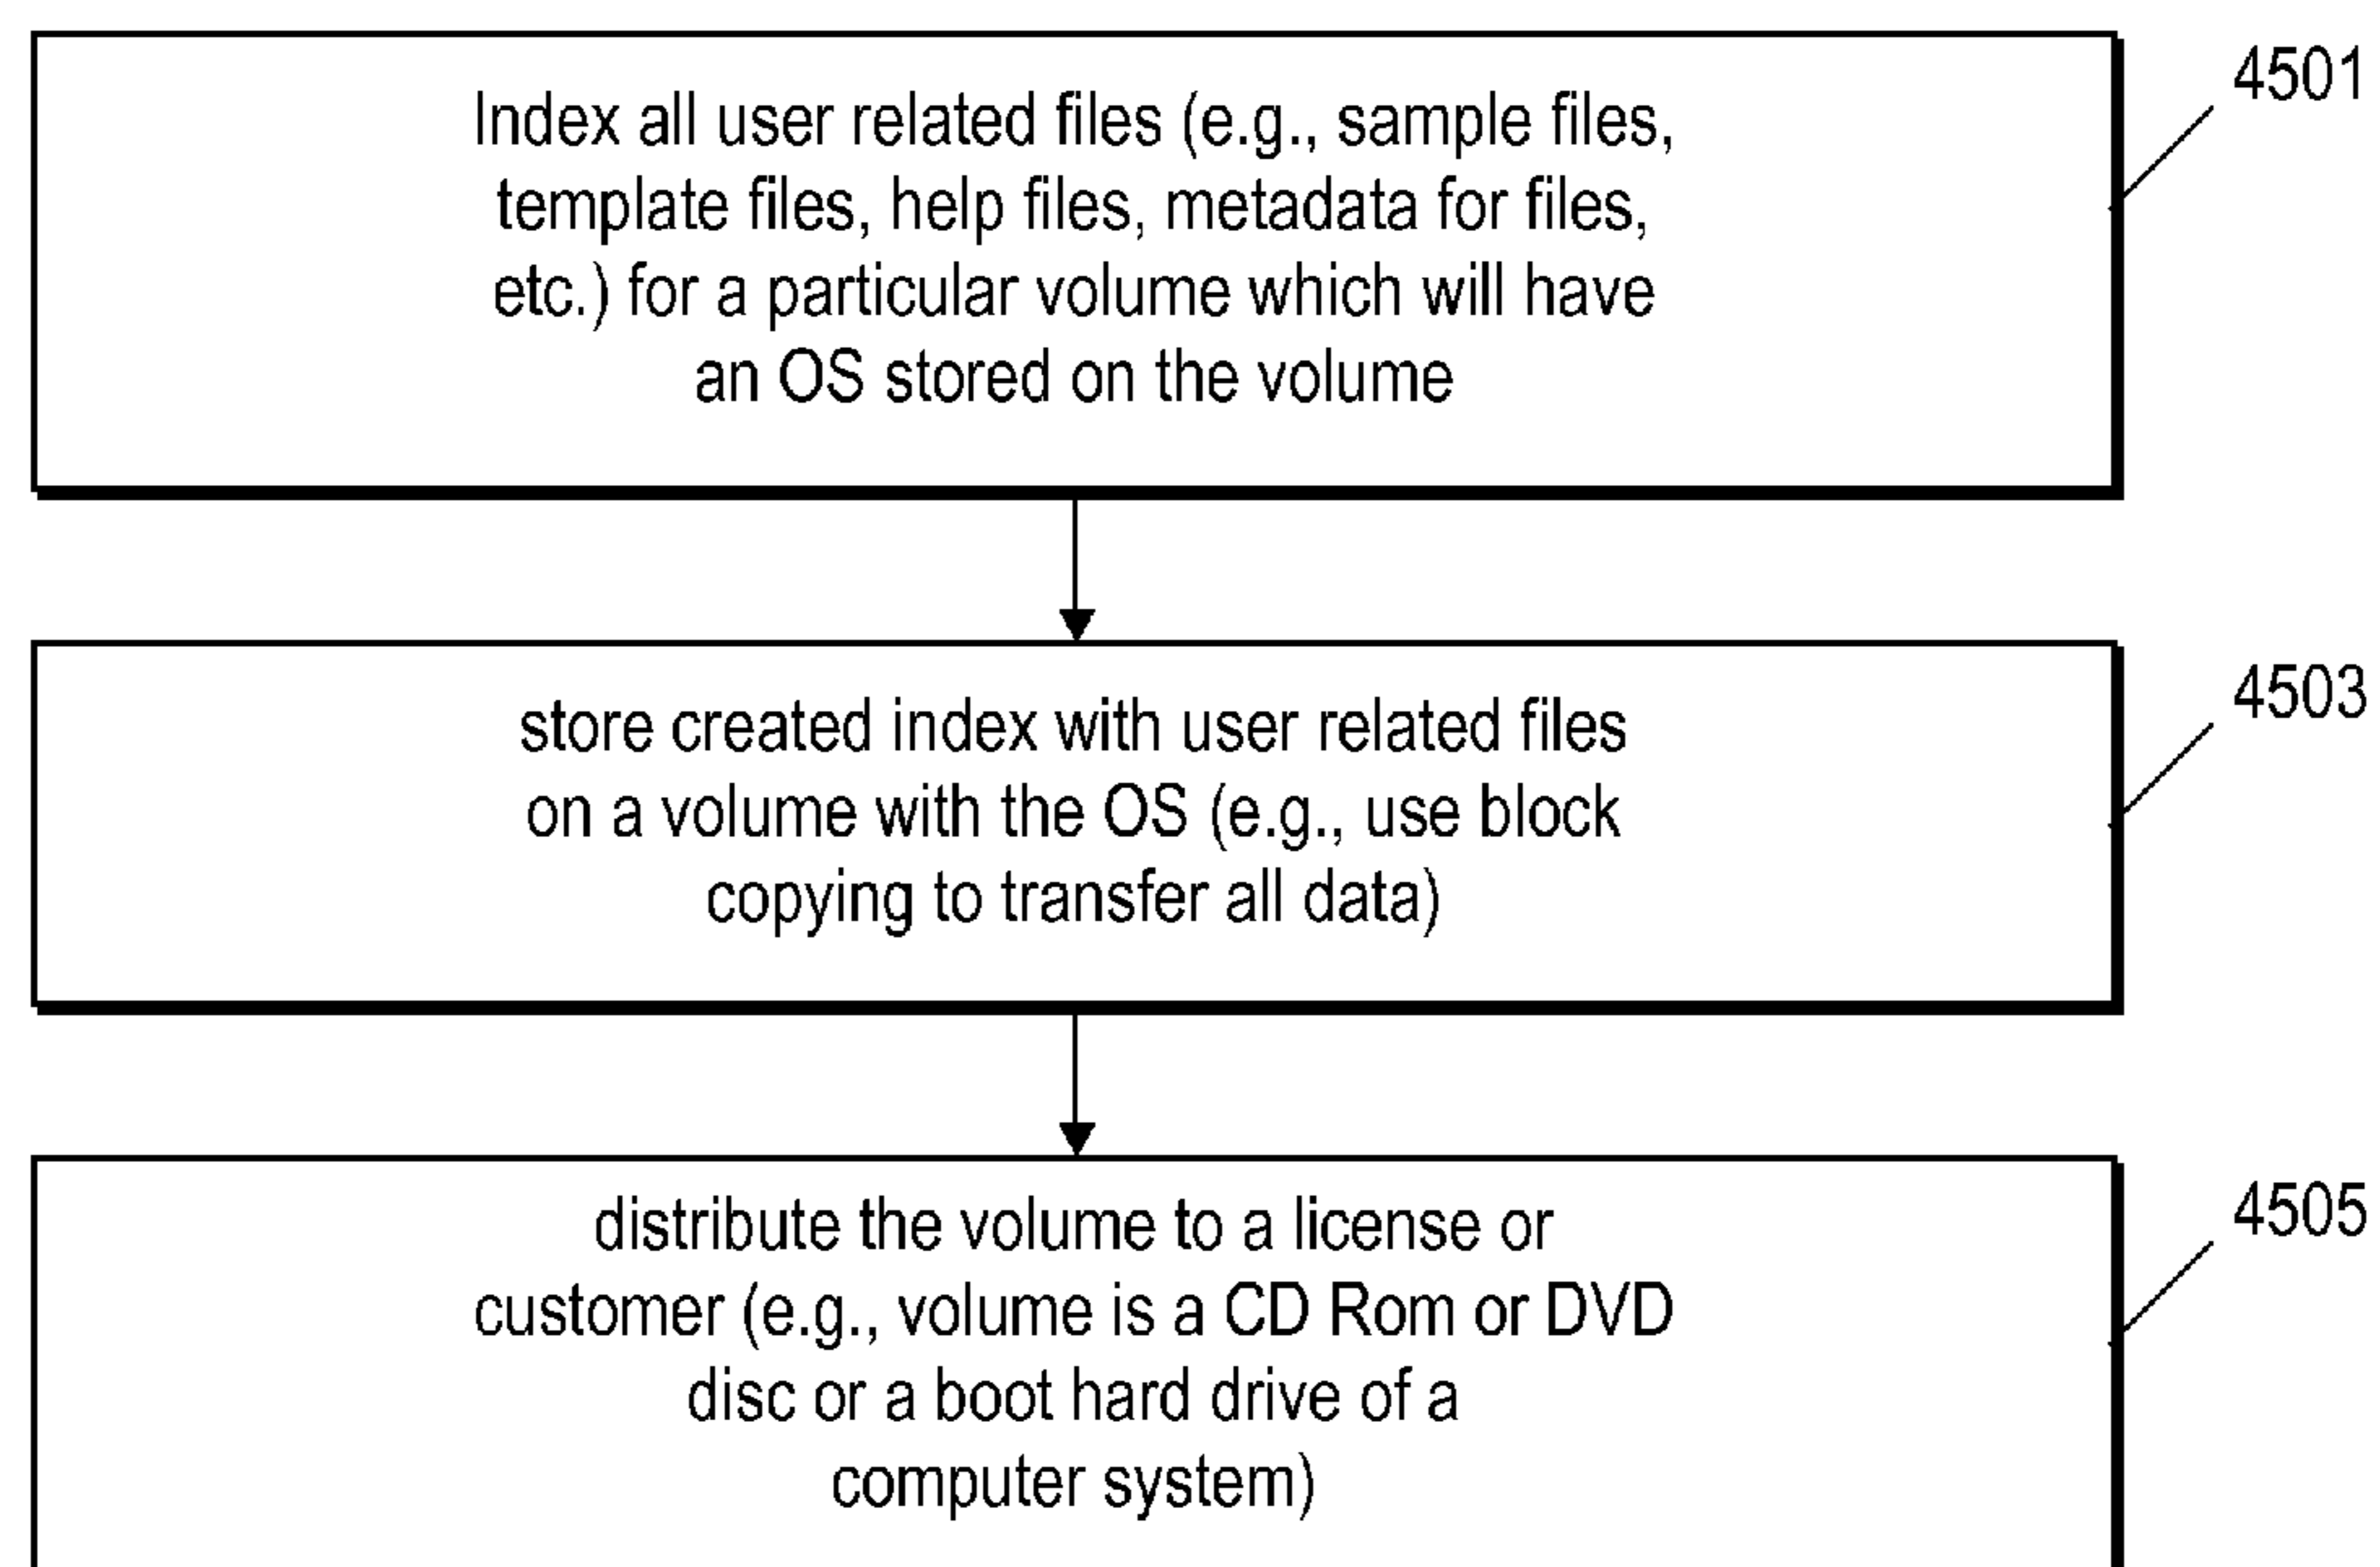 Index all user related files (e.g., sample files,
template files, help files, metadata for files,
etc.) for a particular volume which will have
an OS stored on the volume
4501
store created index with user related files
on a volume with the OS (e.g., use block
copying to transfer all data)
4503
distribute the volume to a license or
customer (e.g., volume is a CD Rom or DVD
disc or a boot hard drive of a
computer system)
4505